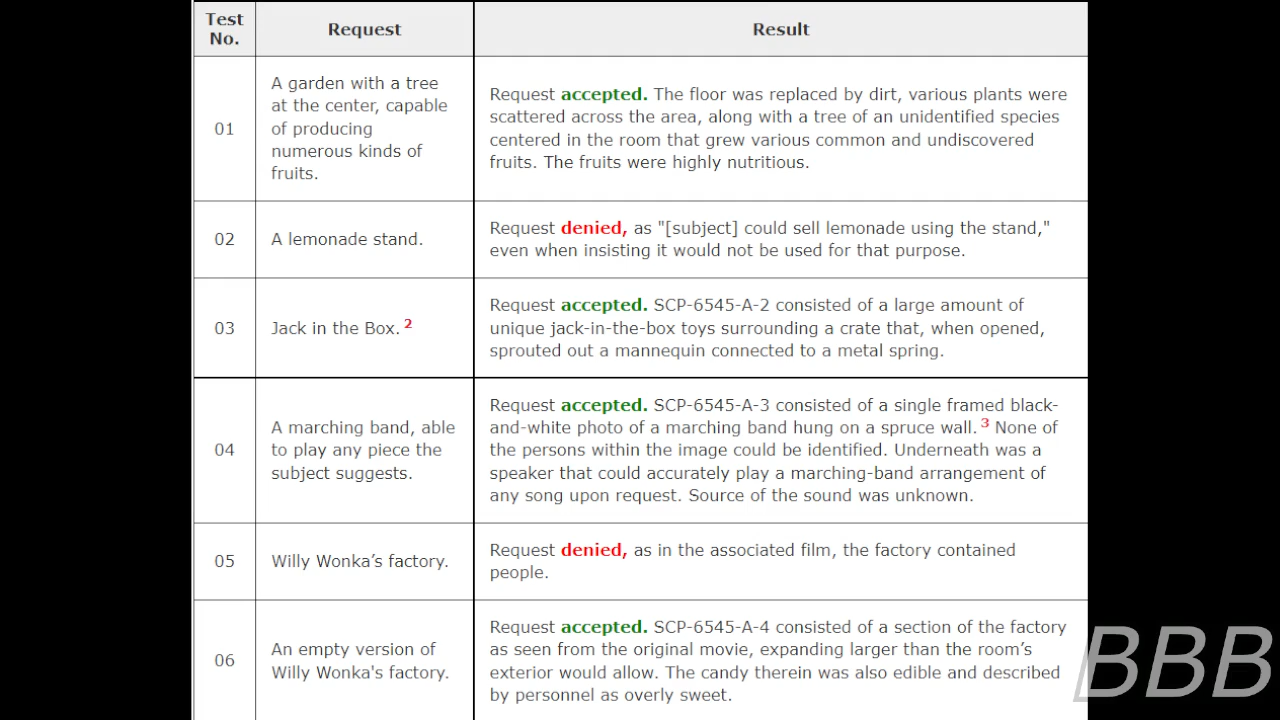 Test No.
Request
Result
01
A garden with a tree
at the center, capable
of producing
numerous kinds of
fruits.
Request accepted. The floor was replaced by dirt, various plants were
scattered across the area, along with a tree of an unidentified species
centered in the room that grew various common and undiscovered
fruits. The fruits were highly nutritious.
02
A lemonade stand.
Request denied, as "[subject] could sell lemonade using the stand,"
even when insisting it would not be used for that purpose.
03
Jack in the Box. 2
Request accepted. SCP-6545-A-2 consisted of a large amount of
unique jack-in-the-box toys surrounding a crate that, when opened,
sprouted out a mannequin connected to a metal spring.
04
A marching band, able
to play any piece the
subject suggests.
Request accepted. SCP-6545-A-3 consisted of a single framed black-
and-white photo of a marching band hung on a spruce wall. 3 None of
the persons within the image could be identified. Underneath was a
speaker that could accurately play a marching-band arrangement of
any song upon request. Source of the sound was unknown.
05
Willy Wonka’s factory.
Request denied, as in the associated film, the factory contained
people.
06
An empty version of
Willy Wonka's factory.
Request accepted. SCP-6545-A-4 consisted of a section of the factory
as seen from the original movie, expanding larger than the room’s
exterior would allow. The candy therein was also edible and described
by personnel as overly sweet.
BBB